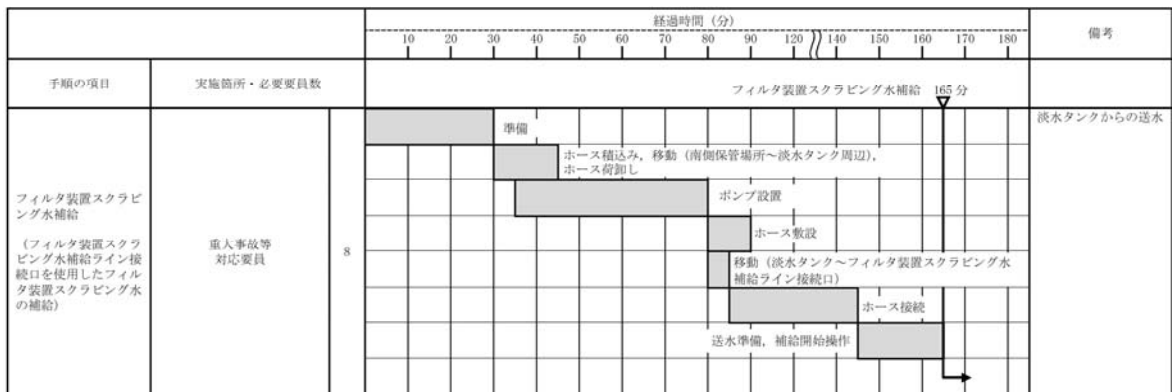 経過時間（分）
10 20 30 40 50 60 70 80 90 120 140 150 160 170 180
備考
手順の項目
実施箇所・必要要員数
フィルタ装置スクラビング水補給 165 分
淡水タンクからの送水
準備
ホース積込み，移動（南側保管場所～淡水タンク周辺），
ホース荷卸し
ポンプ設置
ホース敷設
移動（淡水タンク～フィルタ装置スクラビング水
補給ライン接続口）
ホース接続
送水準備，補給開始操作
フィルタ装置スクラビ
ング水補給
（フィルタ装置スクラ
ビング水補給ライン接
続口を使用したフィル
タ装置スクラビング水
の補給）
重大事故等
対応要員
8